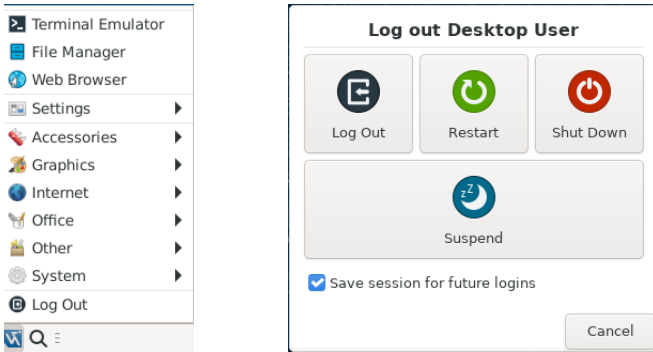 Terminal Emulator
File Manager
Web Browser
Settings
Accessories
Graphics
Internet
Office
Other
System
Log Out
Log out Desktop User
Log Out
Restart
Shut Down
zZ
Suspend
Save session for future logins
Cancel